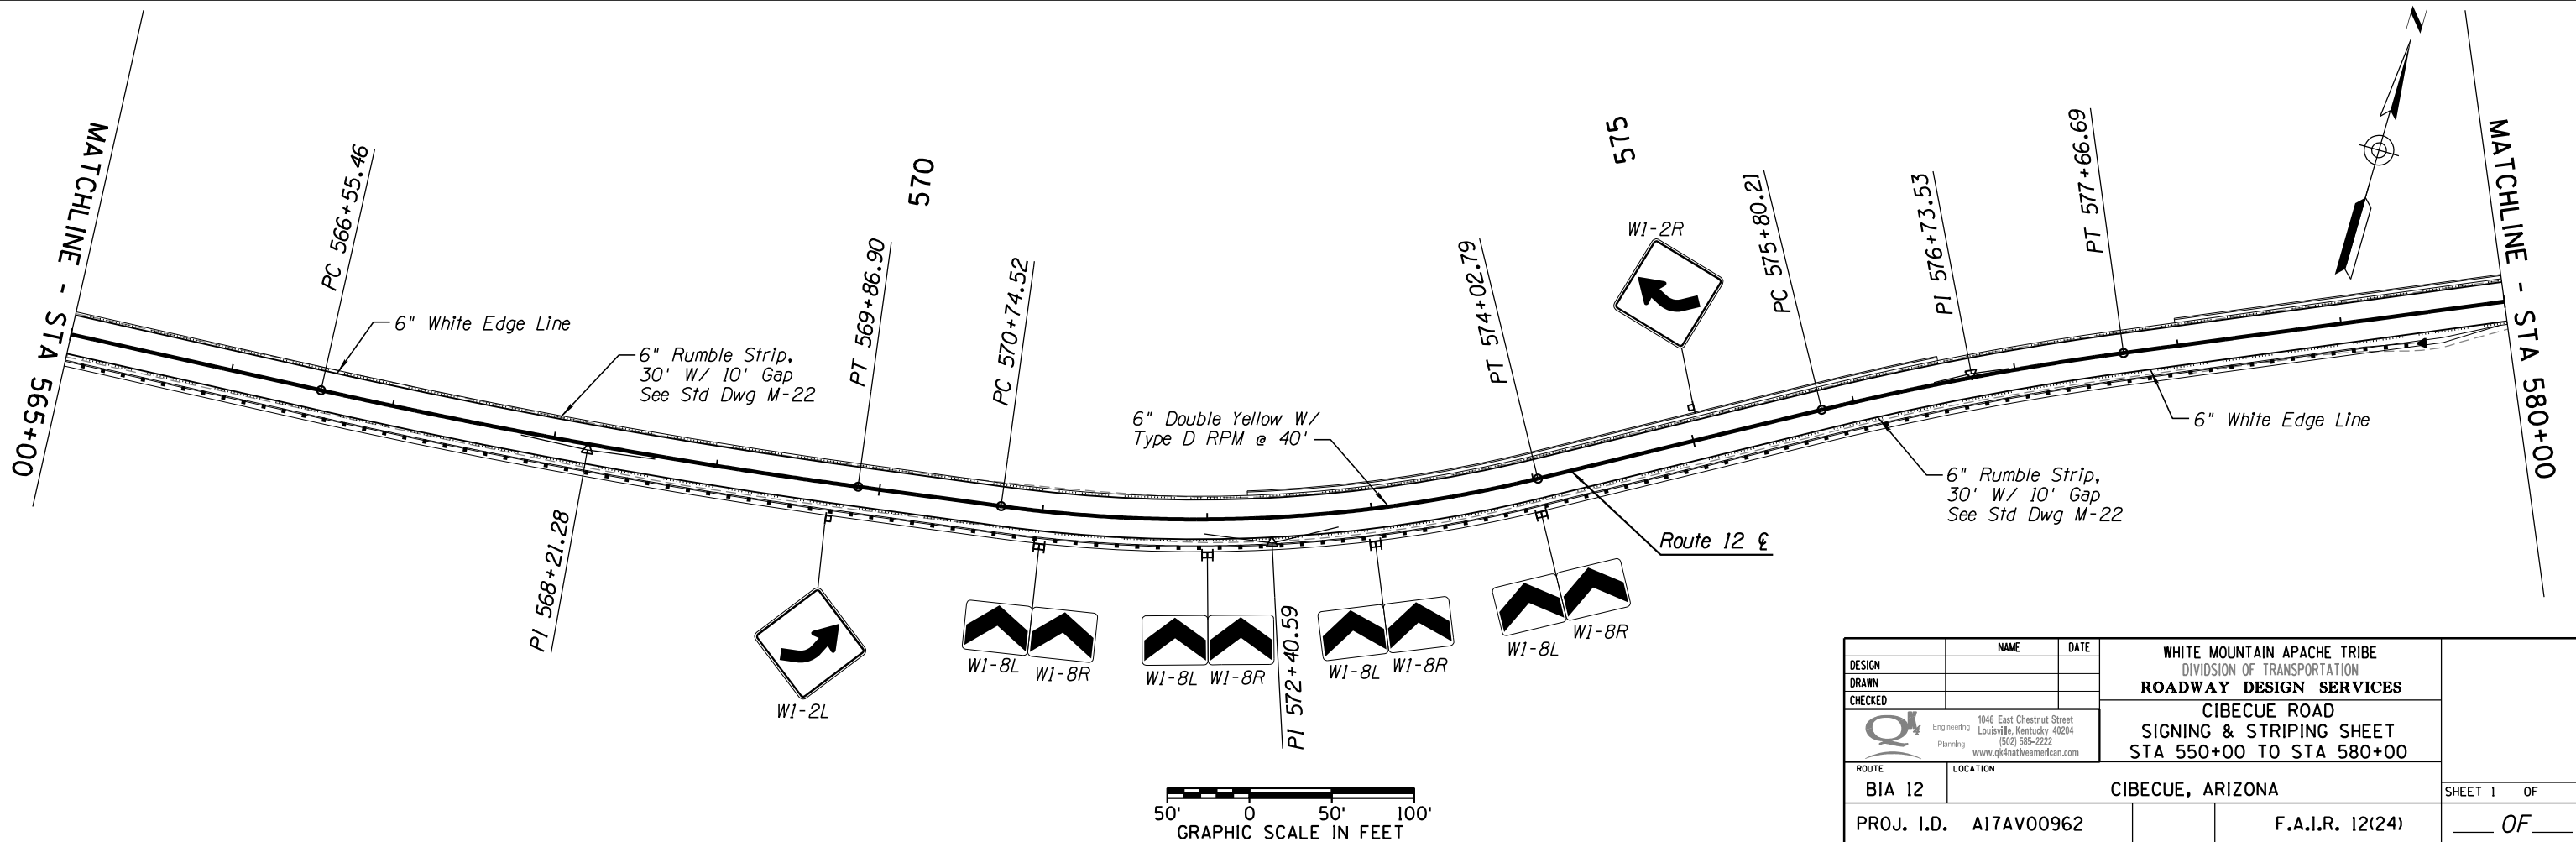 MATCHLINE - STA 565+00
PC 566+55.46
6" White Edge Line
6" Rumble Strip,
30' W/ 10' Gap
See Std Dwg M-22
PI 568+21.28
PT 569+86.90
570
PC 570+74.52
W1-2L
W1-8L
W1-8R
W1-8L
W1-8R
PI 572+40.59
6" Double Yellow W/
Type D RPM @ 40'
W1-8L
W1-8R
PT 574+02.79
W1-8L
W1-8R
575
W1-2R
Route 12 ℄
PC 575+80.21
PI 576+73.53
6" Rumble Strip,
30' W/ 10' Gap
See Std Dwg M-22
PT 577+66.69
6" White Edge Line
N
MATCHLINE - STA 580+00
50' 0 50' 100'
GRAPHIC SCALE IN FEET
NAME DATE
DESIGN
DRAWN
CHECKED
WHITE MOUNTAIN APACHE TRIBE
DIVIDSION OF TRANSPORTATION
ROADWAY DESIGN SERVICES
Qk4
Engineering
Planning
1046 East Chestnut Street
Louisville, Kentucky 40204
(502) 585-2222
www.qk4nativeamerican.com
CIBECUE ROAD
SIGNING & STRIPING SHEET
STA 550+00 TO STA 580+00
ROUTE
BIA 12
LOCATION
CIBECUE, ARIZONA
SHEET 1 OF
PROJ. I.D. A17AV00962
F.A.I.R. 12(24)
___ OF ___